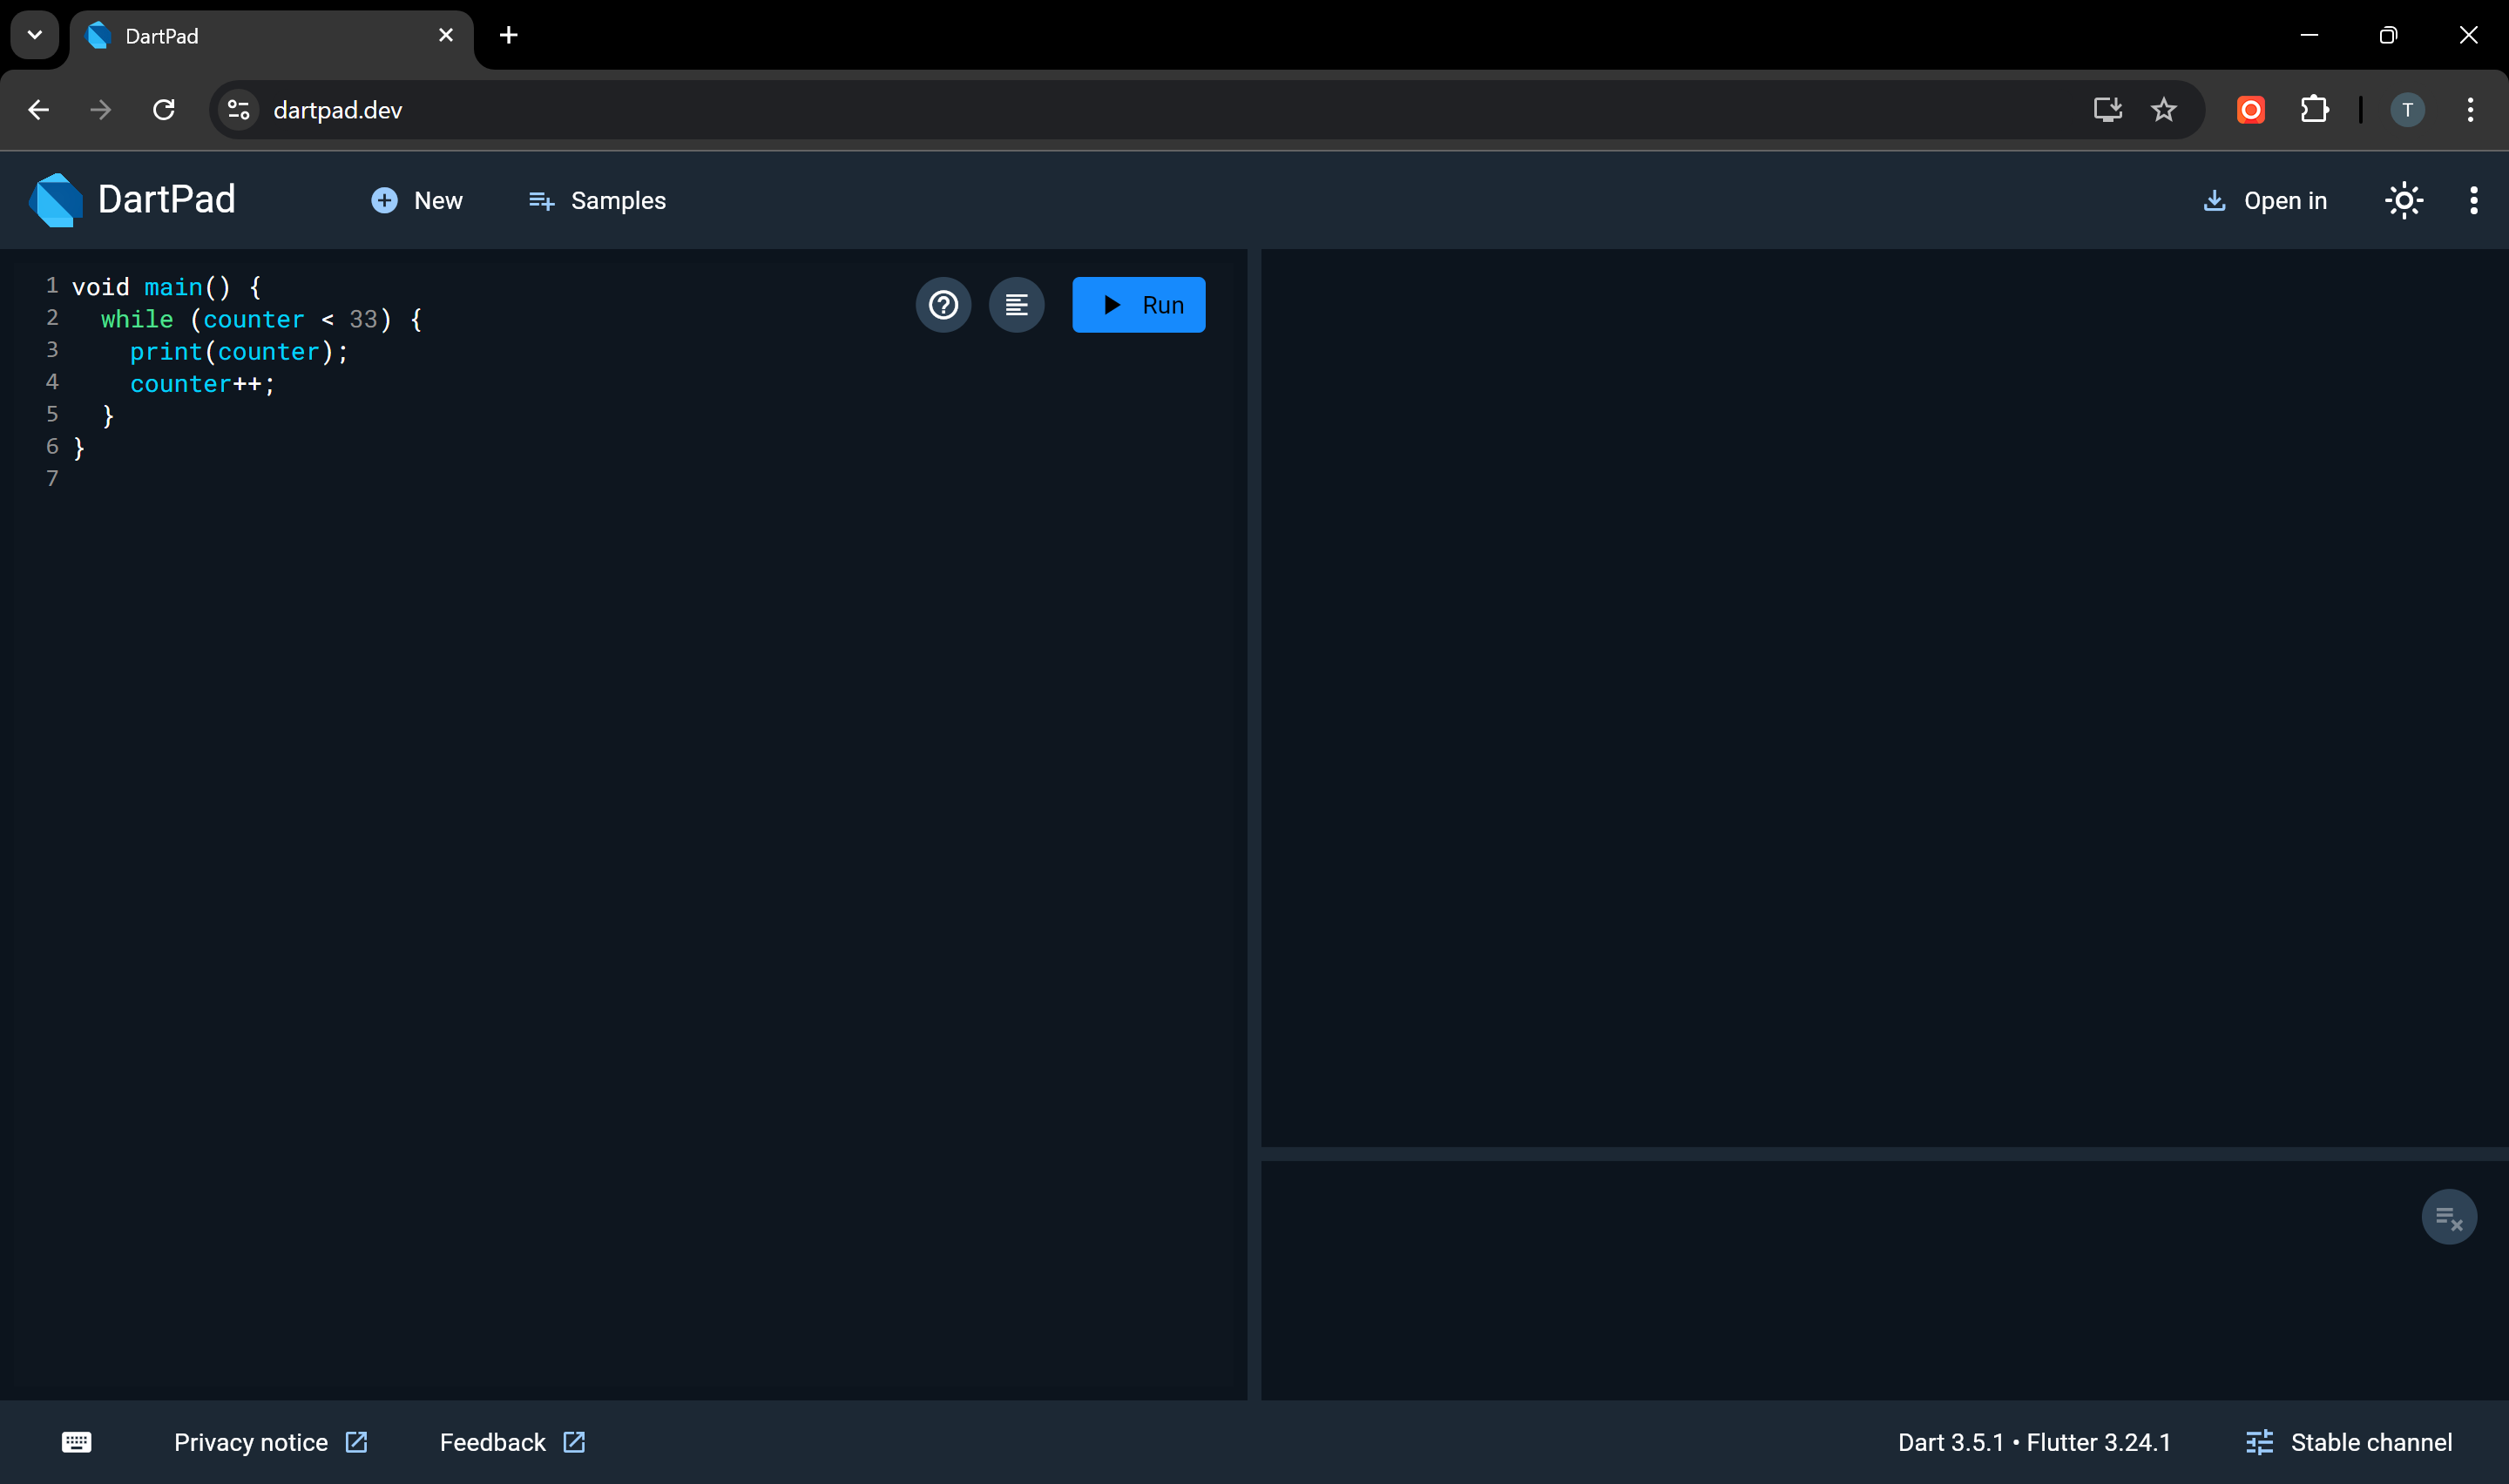 DartPad
dartpad.dev
T
DartPad
New
Samples
Open in
1 void main() {
2   while (counter < 33) {
3     print(counter);
4     counter++;
5   }
6 }
7
Run
Privacy notice
Feedback
Dart 3.5.1 • Flutter 3.24.1
Stable channel